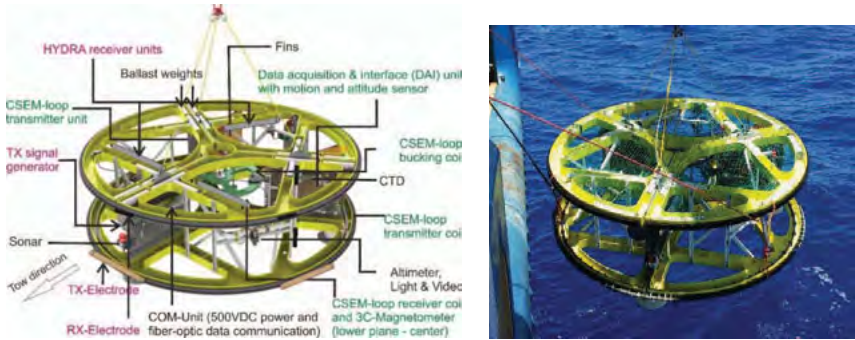 HYDRA receiver units
Fins
Ballast weights
Data acquisition & interface (DAI) unit
with motion and attitude sensor
CSEM-loop
transmitter unit
CSEM-loop
bucking coi
TX signal
generator
CTD
CSEM-loop
transmitter coi
Sonar
Altimeter,
Light & Video
Tow direction
TX-Electrode
CSEM-loop receiver coi
COM-Unit (500VDC power and
and 3C-Magnetometer
RX-Electrode
fiber-optic data communication)
(lower plane - center)